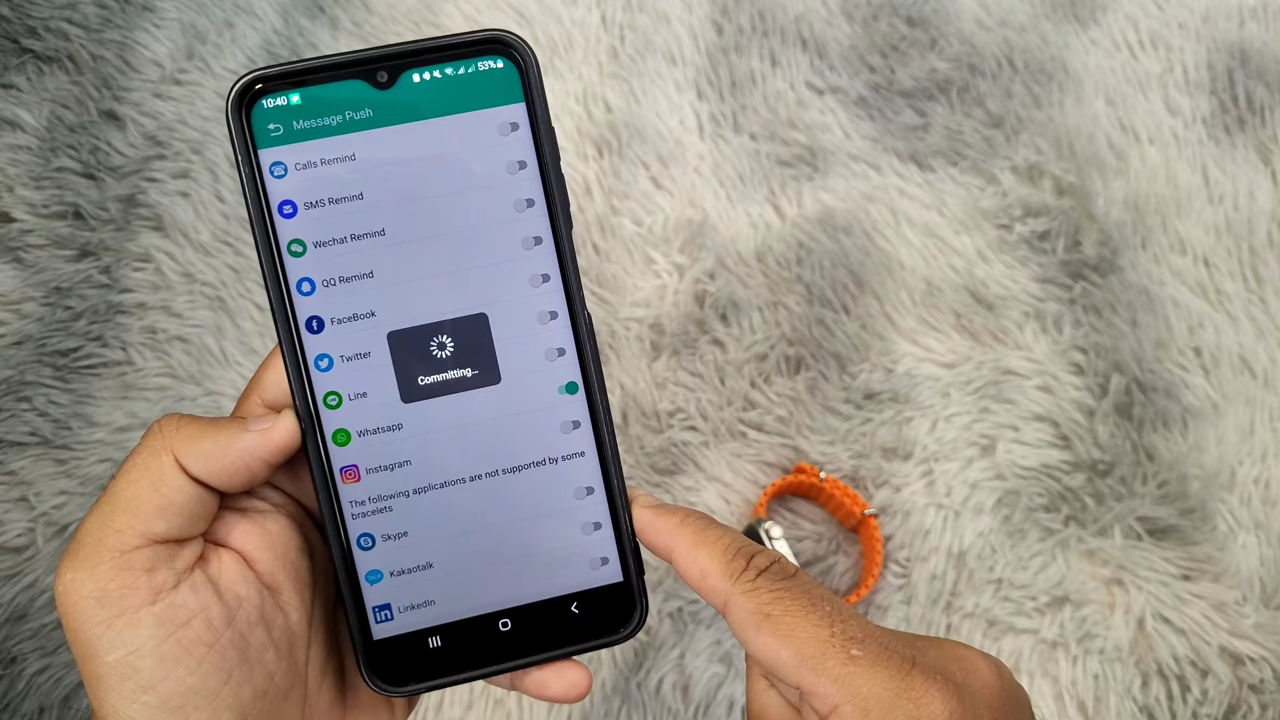 10:40
53%
Message Push
Calls Remind
SMS Remind
Wechat Remind
QQ Remind
FaceBook
Twitter
Committing...
Line
Whatsapp
Instagram
The following applications are not supported by some
bracelets
Skype
TALK
Kakaotalk
LinkedIn